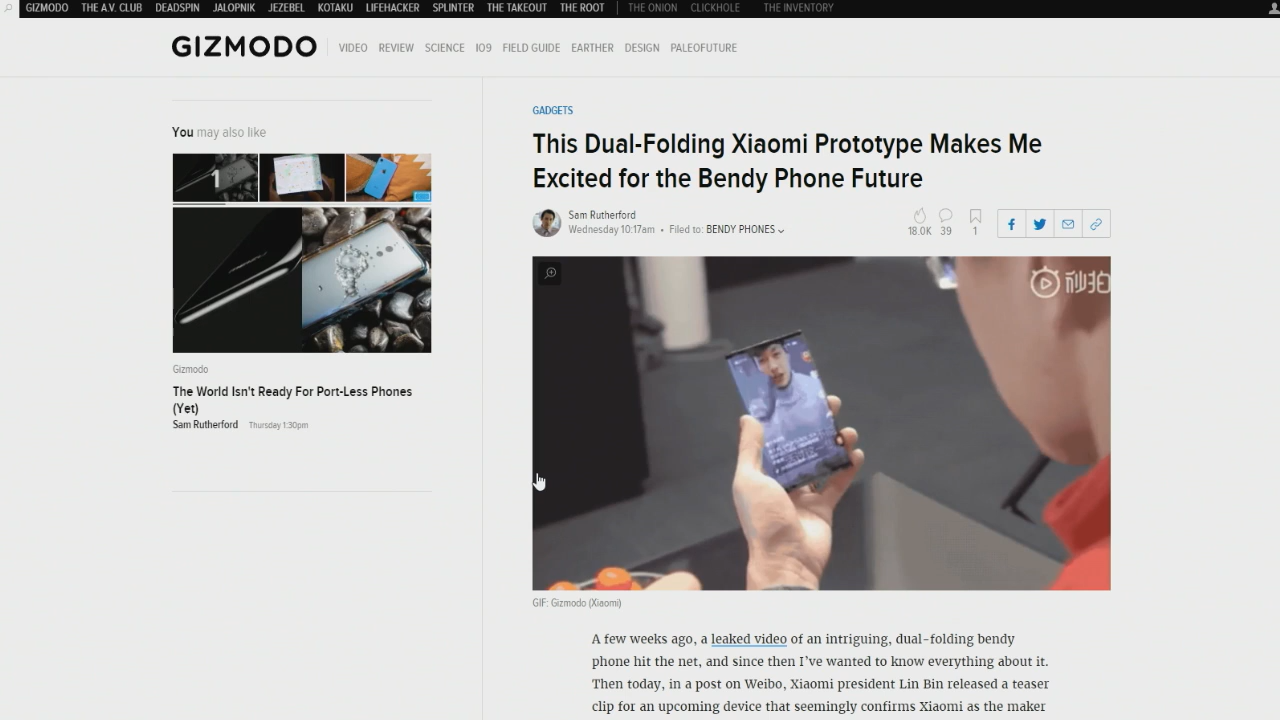 GIZMODO THE A.V. CLUB DEADSPIN JALOPNIK JEZEBEL KOTAKU LIFEHACKER SPLINTER THE TAKEOUT THE ROOT THE ONION CLICKHOLE THE INVENTORY
GIZMODO VIDEO REVIEW SCIENCE IO9 FIELD GUIDE EARTHER DESIGN PALEOFUTURE
You may also like
1
Gizmodo
The World Isn't Ready For Port-Less Phones
(Yet)
Sam Rutherford Thursday 1:30pm
GADGETS
This Dual-Folding Xiaomi Prototype Makes Me
Excited for the Bendy Phone Future
Sam Rutherford
Wednesday 10:17am • Filed to: BENDY PHONES
18.0K 39 1
秒拍
GIF: Gizmodo (Xiaomi)
A few weeks ago, a leaked video of an intriguing, dual-folding bendy
phone hit the net, and since then I've wanted to know everything about it.
Then today, in a post on Weibo, Xiaomi president Lin Bin released a teaser
clip for an upcoming device that seemingly confirms Xiaomi as the maker